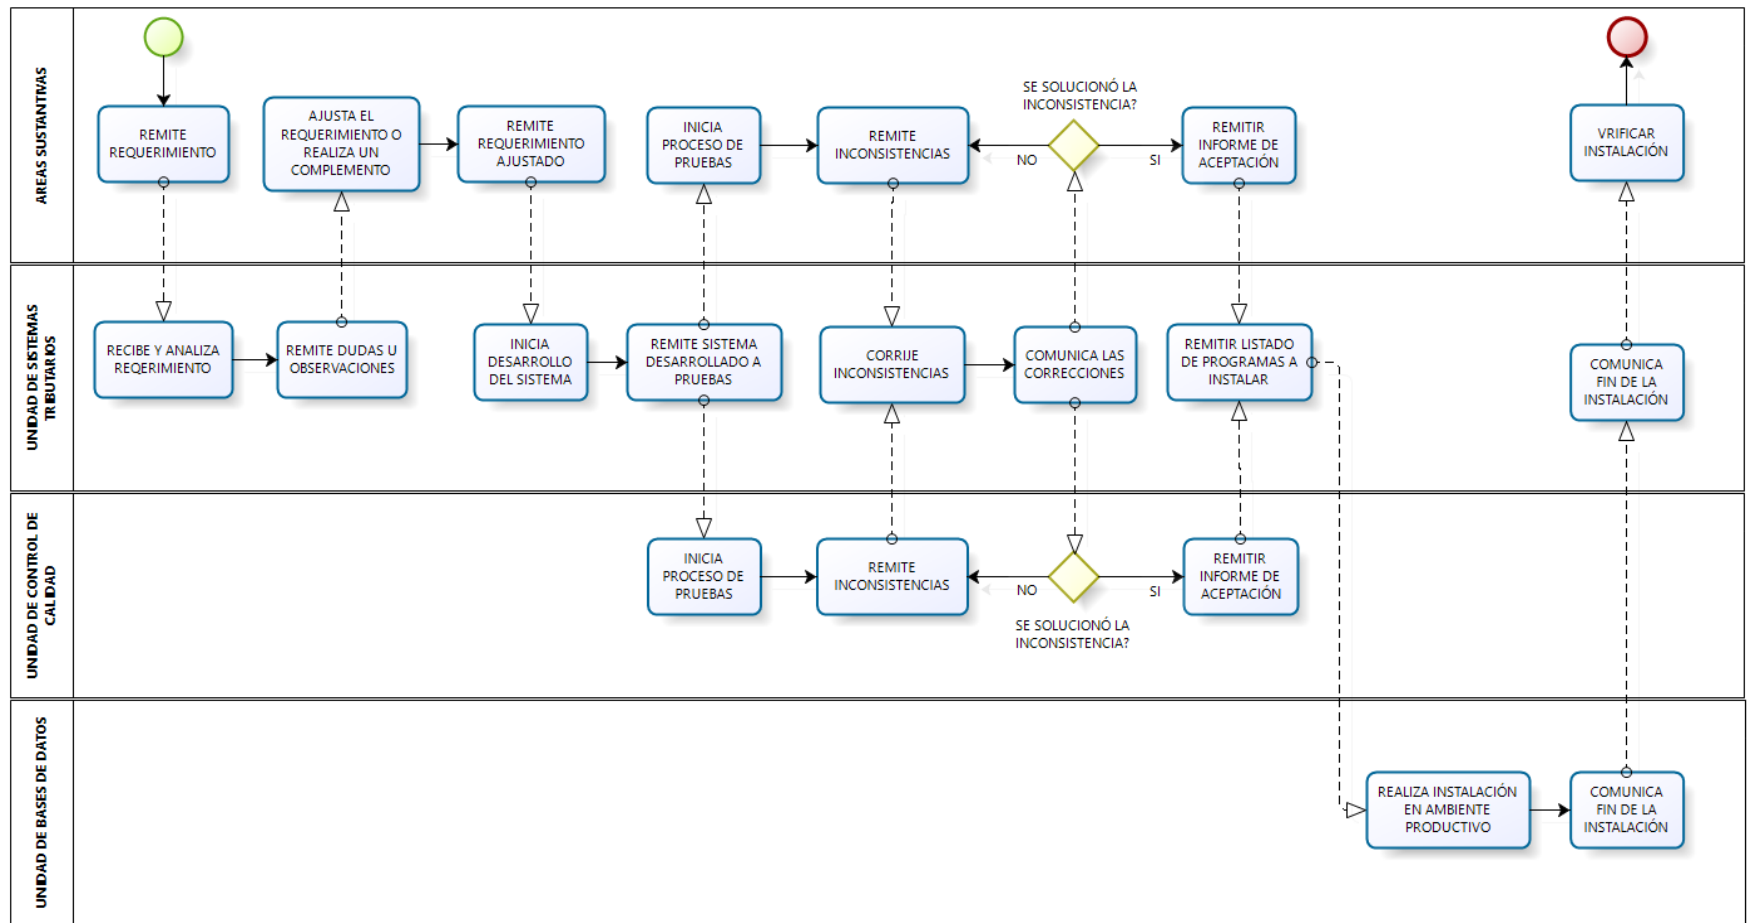 AREAS SUSTANTIVAS
REMITE
REQUERIMIENTO
AJUSTA EL
REQUERIMIENTO O
REALIZA UN
COMPLEMENTO
REMITE
REQUERIMIENTO
AJUSTADO
INICIA
PROCESO DE
PRUEBAS
REMITE
INCONSISTENCIAS
SE SOLUCIONÓ LA
INCONSISTENCIA?
NO
SI
REMITIR
INFORME DE
ACEPTACIÓN
VRIFICAR
INSTALACIÓN
UNIDAD DE SISTEMAS
TRIBUTARIOS
RECIBE Y ANALIZA
REQERIMIENTO
REMITE DUDAS U
OBSERVACIONES
INICIA
DESARROLLO
DEL SISTEMA
REMITE SISTEMA
DESARROLLADO A
PRUEBAS
CORRIJE
INCONSISTENCIAS
COMUNICA LAS
CORRECCIONES
REMITIR LISTADO
DE PROGRAMAS A
INSTALAR
COMUNICA
FIN DE LA
INSTALACIÓN
UNIDAD DE CONTROL DE
CALIDAD
INICIA
PROCESO DE
PRUEBAS
REMITE
INCONSISTENCIAS
NO
SI
SE SOLUCIONÓ LA
INCONSISTENCIA?
REMITIR
INFORME DE
ACEPTACIÓN
UNIDAD DE BASES DE DATOS
REALIZA INSTALACIÓN
EN AMBIENTE
PRODUCTIVO
COMUNICA
FIN DE LA
INSTALACIÓN